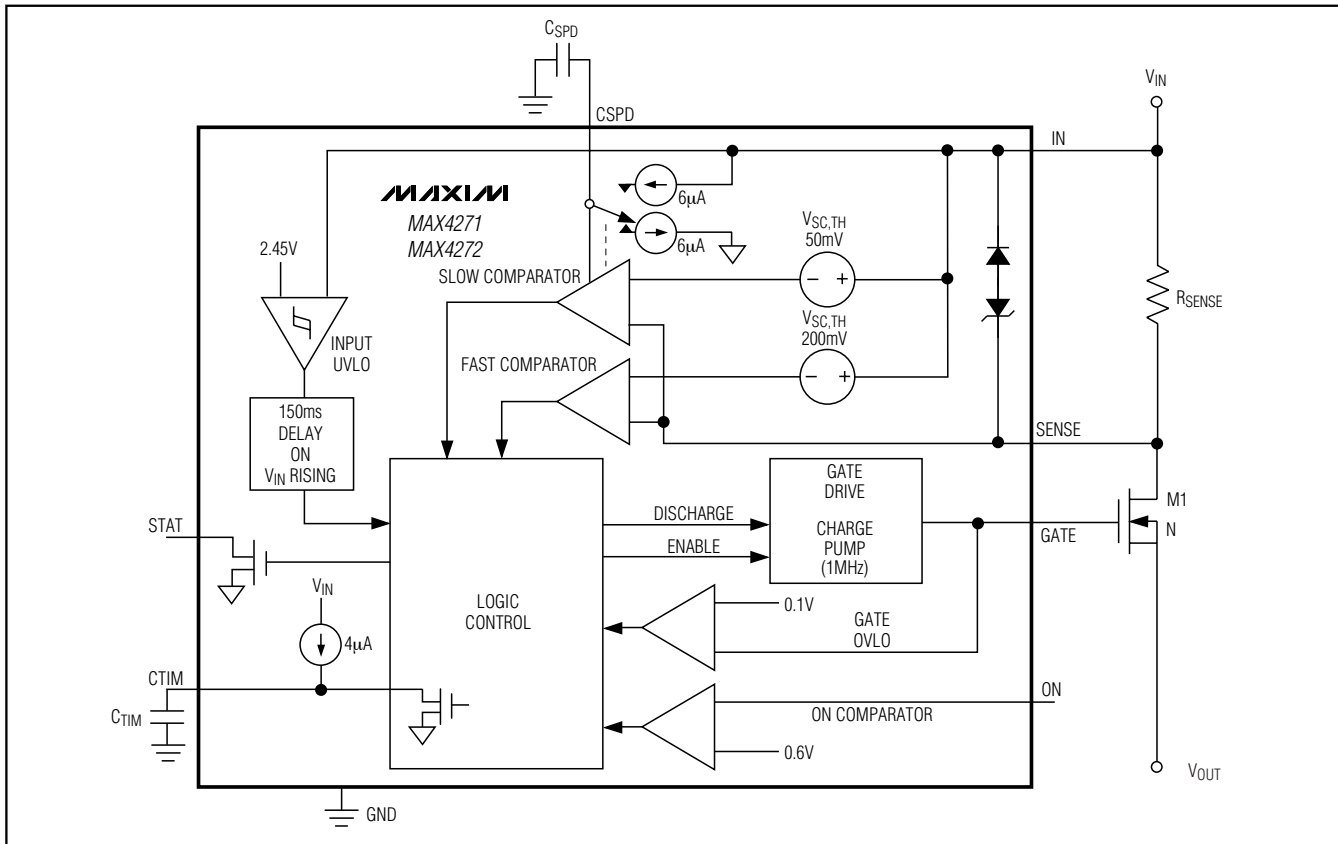 CSPD
VIN
CSPD
IN
MAXIM
MAX4271
MAX4272
6μA
6μA
VSC,TH
50mV
2.45V
SLOW COMPARATOR
RSENSE
VSC,TH
200mV
INPUT
UVLO
FAST COMPARATOR
150ms
DELAY
ON
VIN RISING
SENSE
GATE
DRIVE
CHARGE
PUMP
(1MHz)
M1
N
STAT
DISCHARGE
ENABLE
GATE
VIN
4μA
LOGIC
CONTROL
0.1V
GATE
OVLO
CTIM
CTIM
ON
ON COMPARATOR
0.6V
VOUT
GND